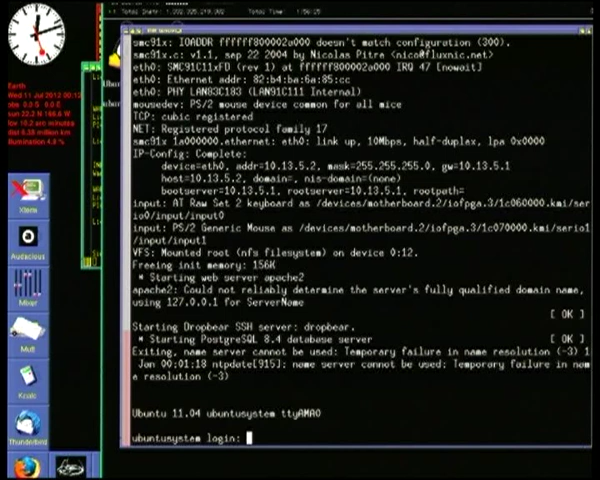 smc91x: IOADDR ffffff800002a000 doesn't match configuration (300).
smc91x.c: v1.1, sep 22 2004 by Nicolas Pitre (nico@fluxnic.net)
eth0: SMC91C11xFD (rev 1) at ffffff800002a000 IRQ 47 [nowait]
eth0: Ethernet addr: 82:b4:ba:6a:85:cc
eth0: PHY LAN83C183 (LAN91C111 Internal)
mousedev: PS/2 mouse device common for all mice
TCP: cubic registered
NET: Registered protocol family 17
smc91x 1a000000.ethernet: eth0: link up, 10Mbps, half-duplex, lpa 0x0000
IP-Config: Complete:
device=eth0, addr=10.13.5.2, mask=255.255.255.0, gw=10.13.5.1
host=10.13.5.2, domain=, nis-domain=(none)
bootserver=10.13.5.1, rootserver=10.13.5.1, rootpath=
input: AT Raw Set 2 keyboard as /devices/motherboard.2/iofpga.3/1c060000.kmi/se
rio0/input/input0
input: PS/2 Generic Mouse as /devices/motherboard.2/iofpga.3/1c070000.kmi/serio1
/input/input1
VFS: Mounted root (nfs filesystem) on device 0:12.
Freeing init memory: 156K
* Starting web server apache2
apache2: Could not reliably determine the server's fully qualified domain name,
using 127.0.0.1 for ServerName
[ OK ]
Starting Dropbear SSH server: dropbear.
* Starting PostgreSQL 8.4 database server [ OK ]
Exiting, name server cannot be used: Temporary failure in name resolution (-3) 1
Jan 00:01:18 ntpdate[915]: name server cannot be used: Temporary failure in nam
e resolution (-3)
Ubuntu 11.04 ubuntusystem ttyAMA0
ubuntusystem login:
Earth
Wed 11 Jul 2012
Xterm
Audacious
Mixer
Mutt
Kcalc
Thunderbird